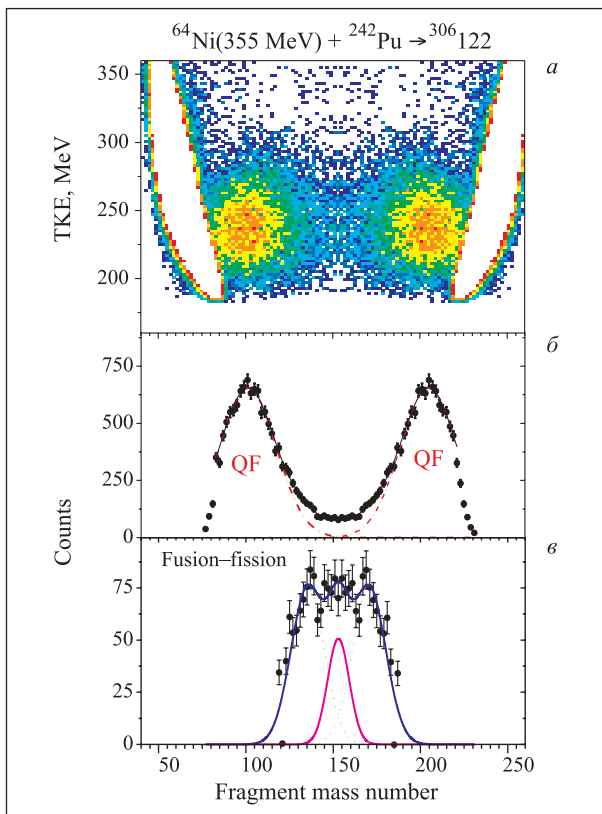 ⁶⁴Ni(355 MeV) + ²⁴²Pu → ³⁰⁶122
а
350
300
250
200
TKE, MeV
б
750
500
250
0
QF
QF
Counts
в
Fusion–fission
75
50
25
0
50 100 150 200 250
Fragment mass number